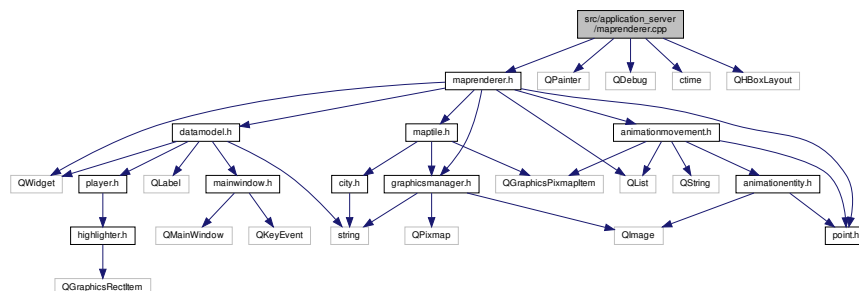 src/application_server
/maprenderer.cpp
maprenderer.h
QPainter
QDebug
ctime
QHBoxLayout
datamodel.h
maptile.h
animationmovement.h
QWidget
player.h
QLabel
mainwindow.h
city.h
graphicsmanager.h
QGraphicsPixmapItem
QList
QString
animationentity.h
highlighter.h
QMainWindow
QKeyEvent
string
QPixmap
QImage
point.h
QGraphicsRectItem